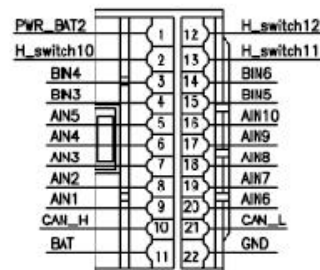 PWR_BAT2 1 12 H_switch12
H_switch10 2 13 H_switch11
BIN4 3 14 BIN6
BIN3 4 15 BIN5
AIN5 5 16 AIN10
AIN4 6 17 AIN9
AIN3 7 18 AIN8
AIN2 8 19 AIN7
AIN1 9 20 AIN6
CAN_H 10 21 CAN_L
BAT 11 22 GND